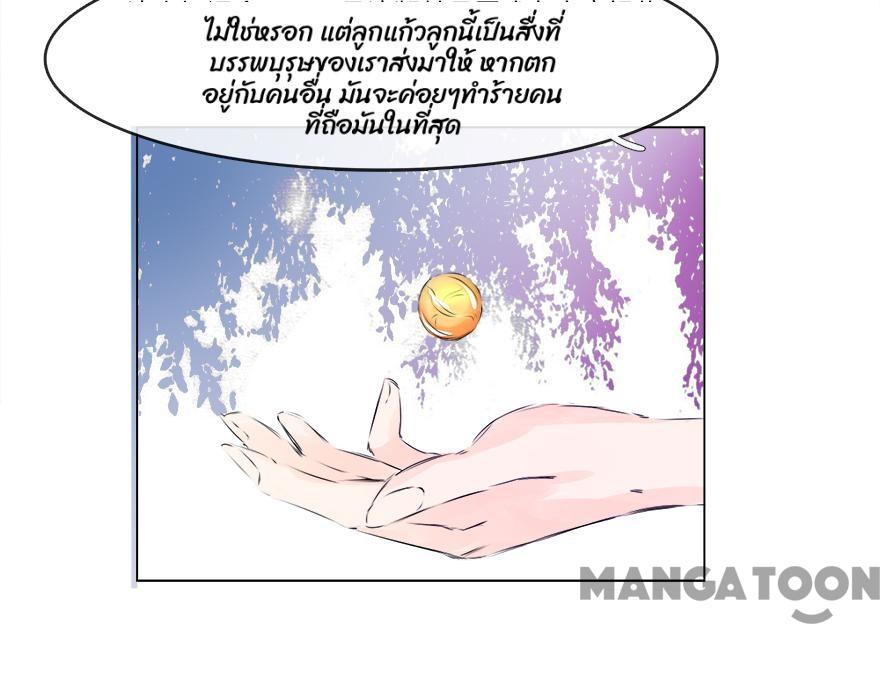 ไม่ใช่หรอก แต่ลูกแก้วลูกนี้เป็นสิ่งที่
บรรพบุรุษของเราส่งมาให้ หากตก
อยู่กับคนอื่น มันจะค่อยๆทำร้ายคน
ที่ถือมันในที่สุด
MANGATOON